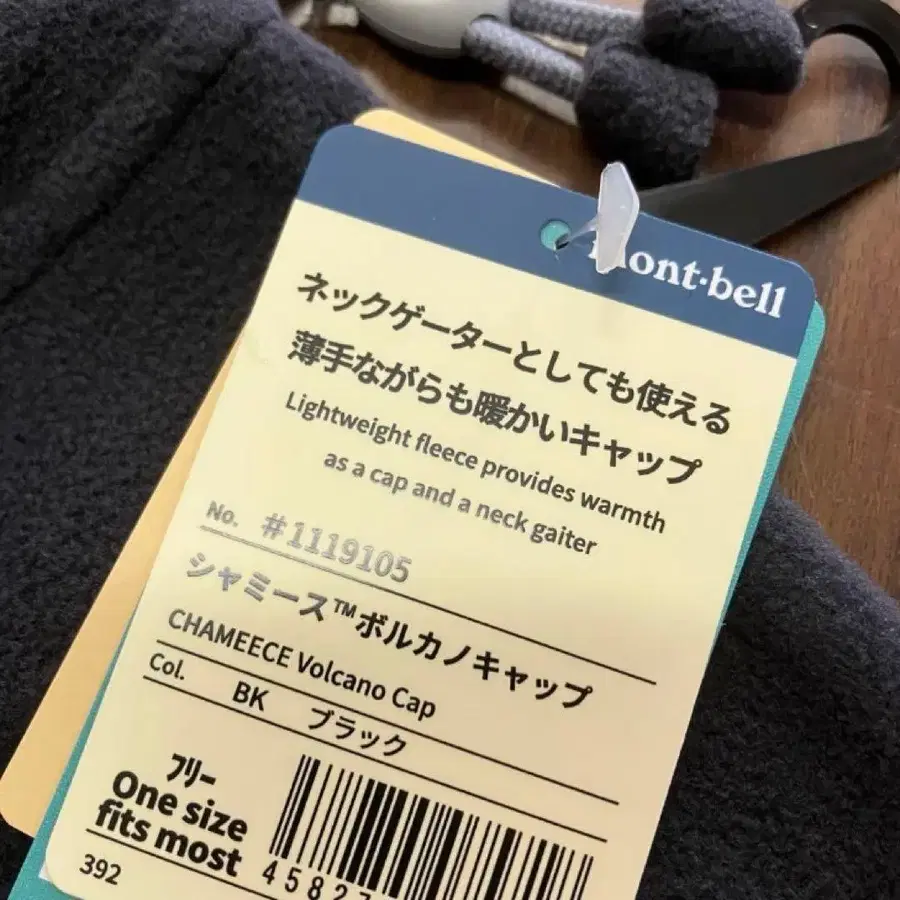 mont-bell
ネックゲーターとしても使える
薄手ながらも暖かいキャップ
Lightweight fleece provides warmth
as a cap and a neck gaiter
No. #1119105
シャミース™ボルカノキャップ
CHAMEECE Volcano Cap
Col. BK ブラック
フリー
One size
fits most
392
4582